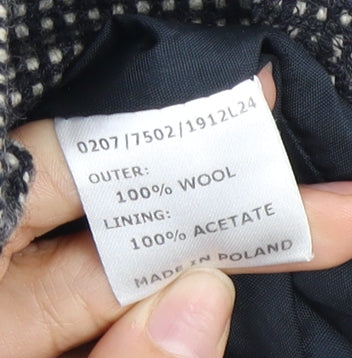 0207/7502/1912L24
OUTER:
100% WOOL
LINING:
100% ACETATE
MADE IN POLAND